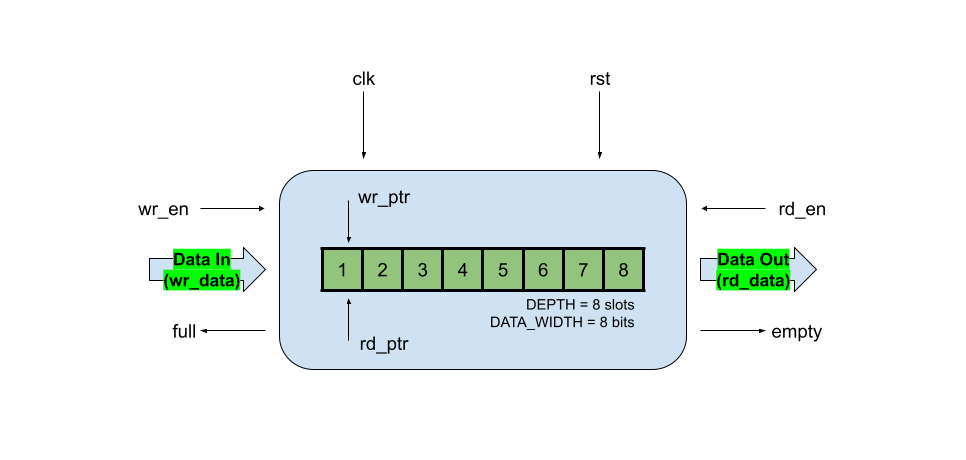 clk
rst
wr_en
wr_ptr
rd_en
Data In
(wr_data)
1 2 3 4 5 6 7 8
Data Out
(rd_data)
DEPTH = 8 slots
DATA_WIDTH = 8 bits
full
rd_ptr
empty